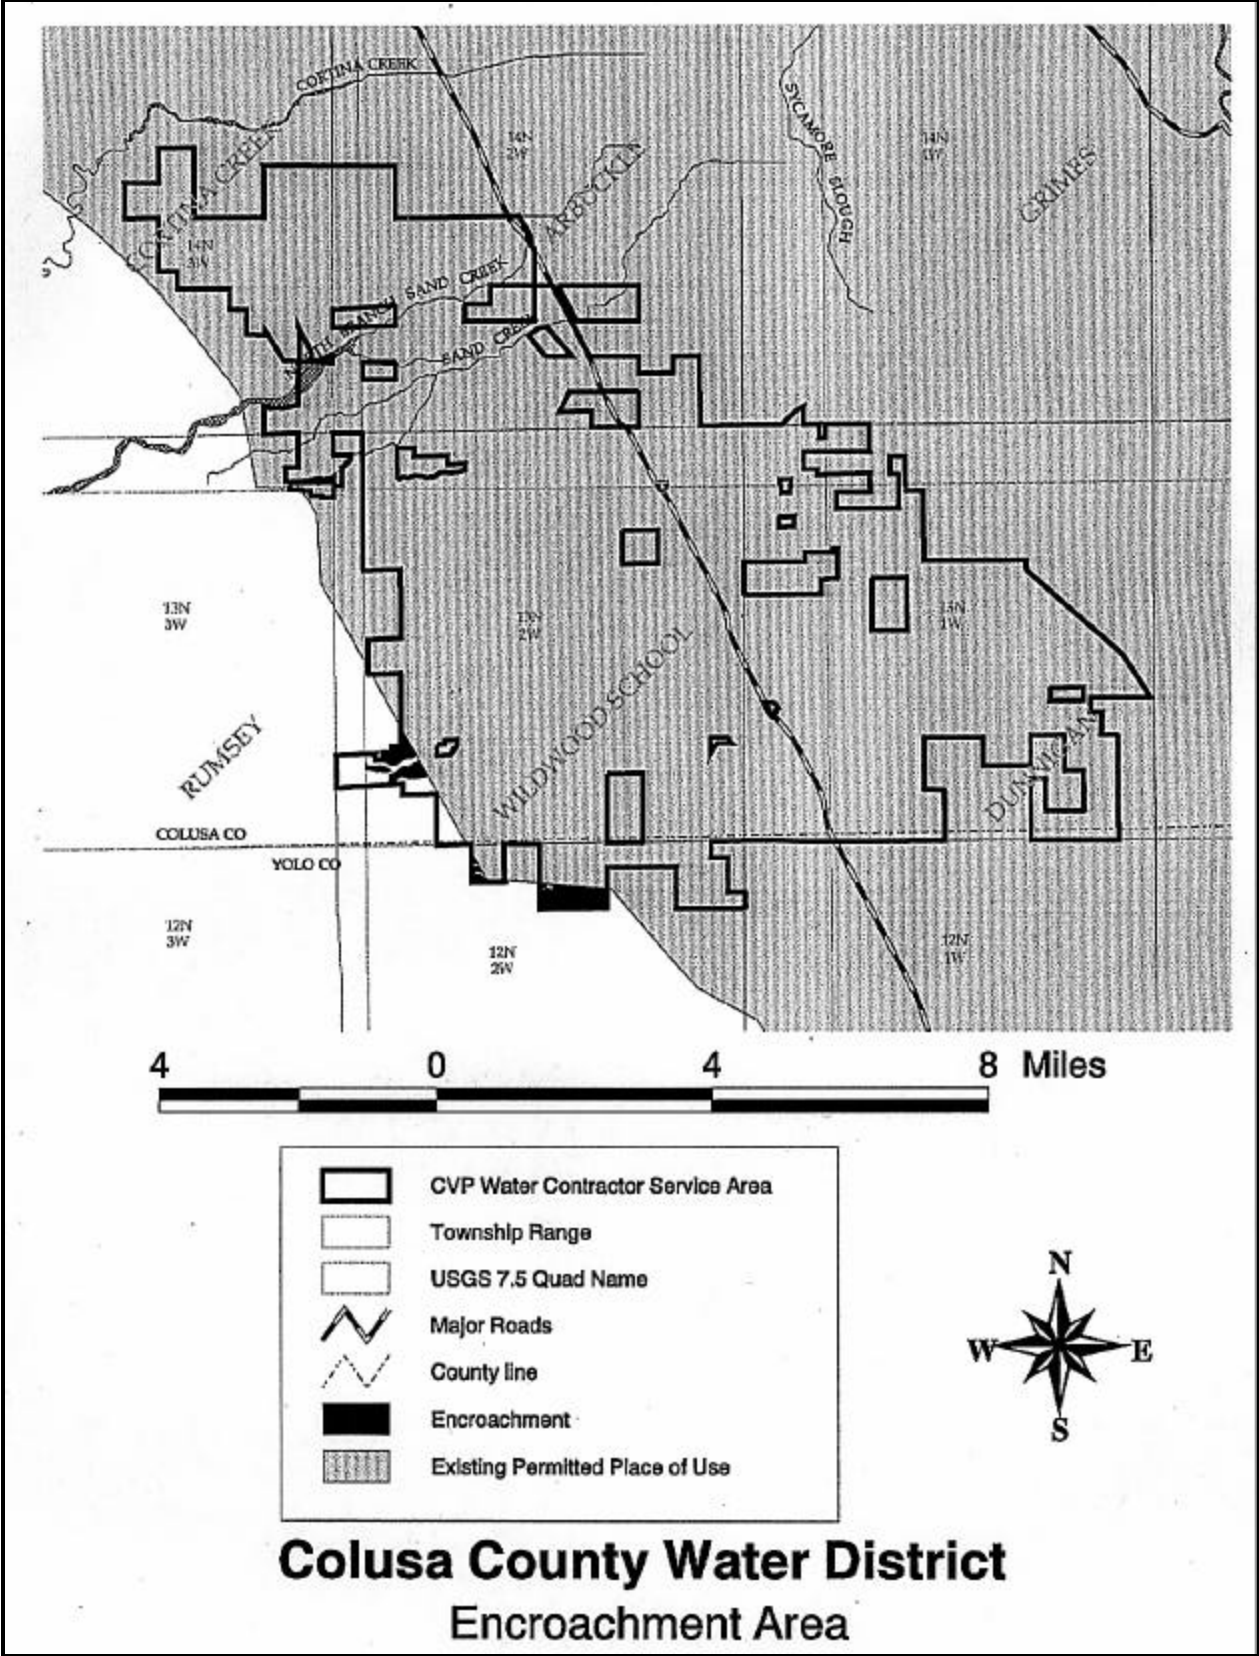 CORTINA CREEK
SYCAMORE SLOUGH
14N
2W
14N
1W
CORTINA CREEK
ARBUCKLE
GRIMES
14N
3W
NORTH BRANCH SAND CREEK
SAND CREEK
13N
3W
13N
2W
13N
1W
RUMSEY
WILDWOOD SCHOOL
DUNNIGAN
COLUSA CO
YOLO CO
12N
3W
12N
2W
12N
1W
4 0 4 8 Miles
CVP Water Contractor Service Area
Township Range
USGS 7.5 Quad Name
Major Roads
County line
Encroachment
Existing Permitted Place of Use
N
W E
S
Colusa County Water District
Encroachment Area